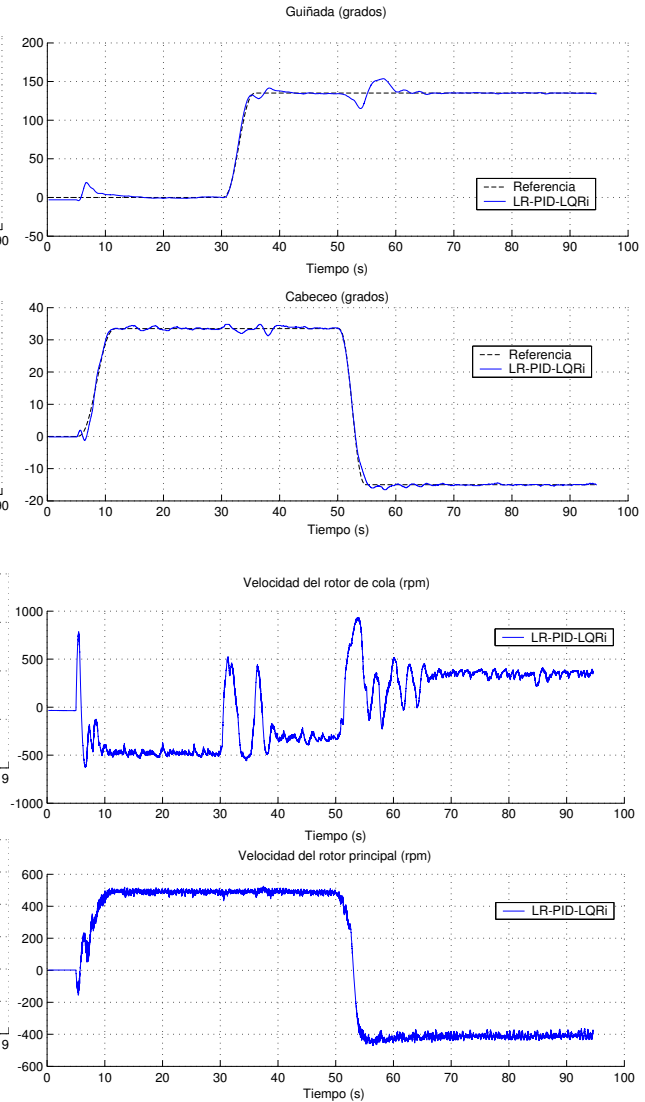 Guiñada (grados)
200
150
100
50
0
-50
0 10 20 30 40 50 60 70 80 90 100
Referencia
LR-PID-LQRi
Tiempo (s)
Cabeceo (grados)
40
30
20
10
0
-10
-20
0 10 20 30 40 50 60 70 80 90 100
Referencia
LR-PID-LQRi
Tiempo (s)
Velocidad del rotor de cola (rpm)
1000
500
0
-500
-1000
0 10 20 30 40 50 60 70 80 90 100
LR-PID-LQRi
Tiempo (s)
Velocidad del rotor principal (rpm)
600
400
200
0
-200
-400
-600
0 10 20 30 40 50 60 70 80 90 100
LR-PID-LQRi
Tiempo (s)
9
9